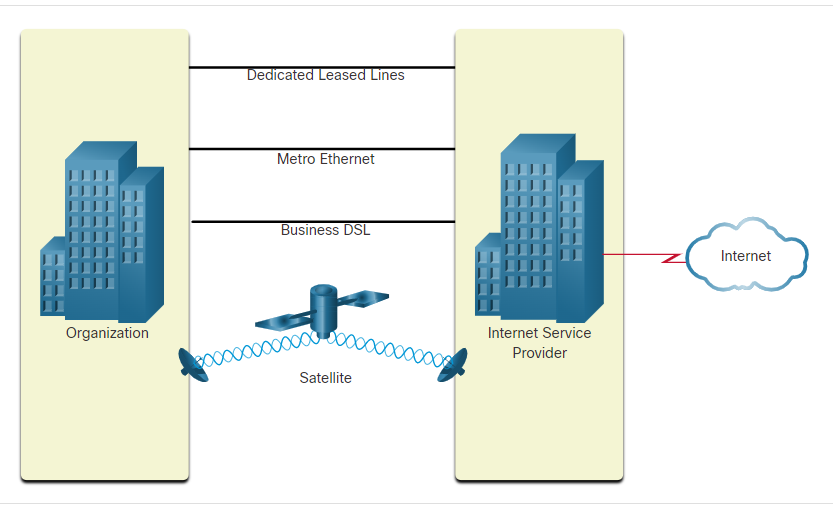 Dedicated Leased Lines
Metro Ethernet
Business DSL
Internet
Organization
Internet Service
Provider
Satellite